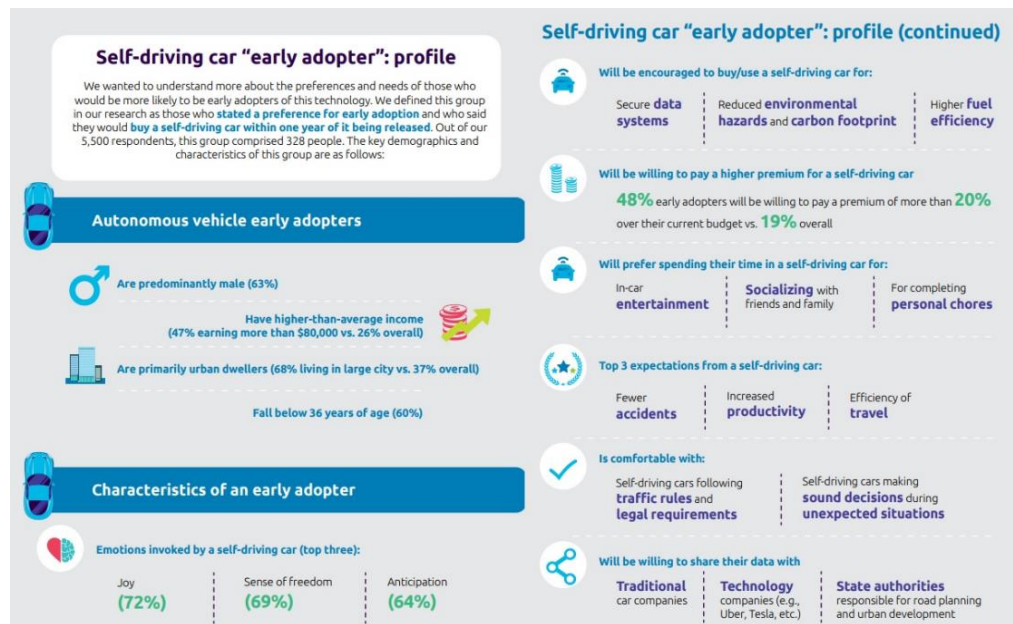 Self-driving car “early adopter”: profile
We wanted to understand more about the preferences and needs of those who
would be more likely to be early adopters of this technology. We defined this group
in our research as those who stated a preference for early adoption and who said
they would buy a self-driving car within one year of it being released. Out of our
5,500 respondents, this group comprised 328 people. The key demographics and
characteristics of this group are as follows:
Autonomous vehicle early adopters
Are predominantly male (63%)
Have higher-than-average income
(47% earning more than $80,000 vs. 26% overall)
Are primarily urban dwellers (68% living in large city vs. 37% overall)
Fall below 36 years of age (60%)
Characteristics of an early adopter
Emotions invoked by a self-driving car (top three):
Joy
(72%)
Sense of freedom
(69%)
Anticipation
(64%)
Self-driving car “early adopter”: profile (continued)
Will be encouraged to buy/use a self-driving car for:
Secure data
systems
Reduced environmental
hazards and carbon footprint
Higher fuel
efficiency
Will be willing to pay a higher premium for a self-driving car
48% early adopters will be willing to pay a premium of more than 20%
over their current budget vs. 19% overall
Will prefer spending their time in a self-driving car for:
In-car
entertainment
Socializing with
friends and family
For completing
personal chores
Top 3 expectations from a self-driving car:
Fewer
accidents
Increased
productivity
Efficiency of
travel
Is comfortable with:
Self-driving cars following
traffic rules and
legal requirements
Self-driving cars making
sound decisions during
unexpected situations
Will be willing to share their data with
Traditional
car companies
Technology
companies (e.g.,
Uber, Tesla, etc.)
State authorities
responsible for road planning
and urban development